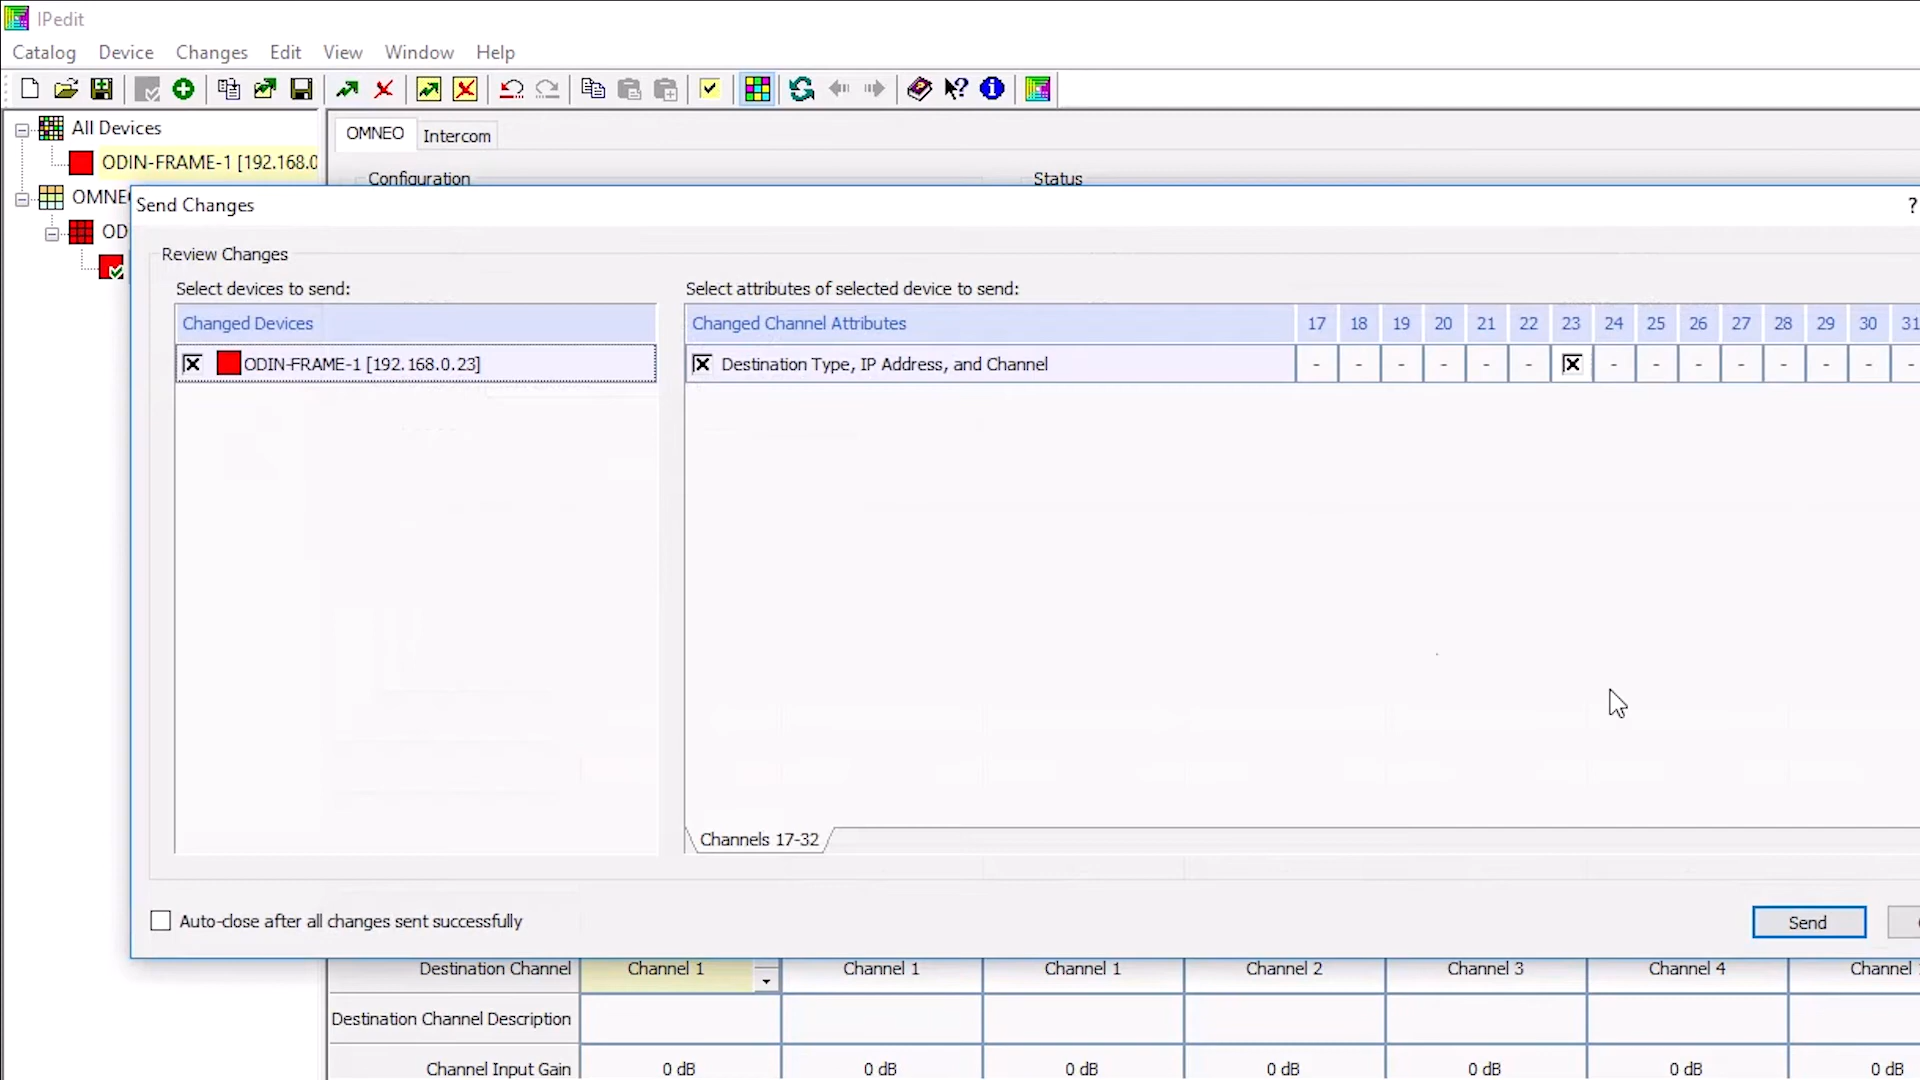 IPedit
Catalog Device Changes Edit View Window Help
All Devices
ODIN-FRAME-1 [192.168.0
OMNEO
OD
OMNEO Intercom
Configuration
Status
Send Changes
?
Review Changes
Select devices to send:
Select attributes of selected device to send:
Changed Devices
Changed Channel Attributes 17 18 19 20 21 22 23 24 25 26 27 28 29 30 31
ODIN-FRAME-1 [192.168.0.23]
Destination Type, IP Address, and Channel - - - - - - - - - - - - - -
Channels 17-32
Auto-close after all changes sent successfully
Send
Destination Channel Channel 1 Channel 1 Channel 1 Channel 2 Channel 3 Channel 4 Channel
Destination Channel Description
Channel Input Gain 0 dB 0 dB 0 dB 0 dB 0 dB 0 dB 0 dB